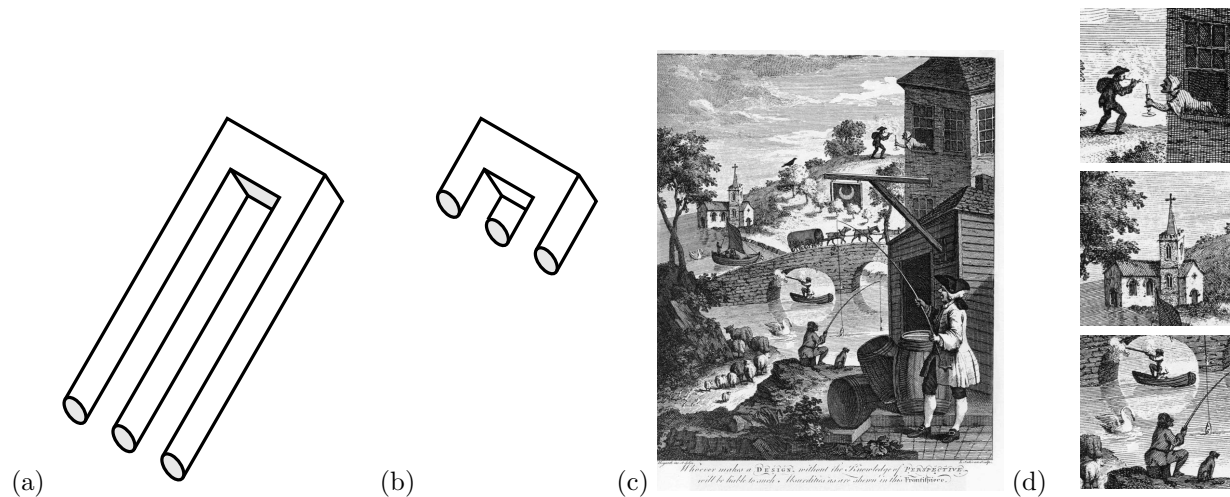 Whoever makes a DESIGN, without the Knowledge of PERSPECTIVE,
will be liable to such Absurdities as are shewn in this Frontispiece.
(a)
(b)
(c)
(d)